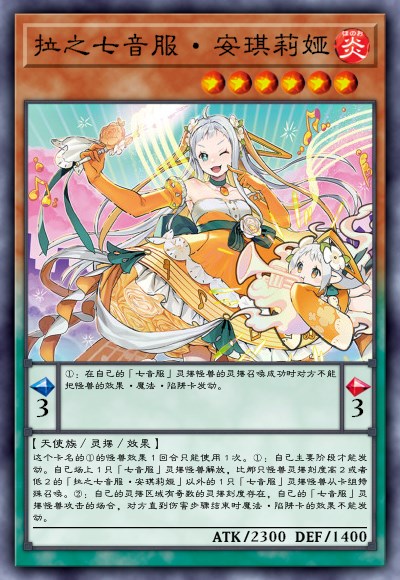 拉之七音服・安琪莉娅
ほのお
炎
①：在自己的「七音服」灵摆怪兽的灵摆召唤成功时对方不能
把怪兽的效果・魔法・陷阱卡发动。
3
3
【天使族／灵摆／效果】
这个卡名的①的怪兽效果1回合只能使用1次。①：自己主要阶段才能发
动。自己场上1只「七音服」灵摆怪兽解放，比那只怪兽灵摆刻度高2或者
低2的「拉之七音服・安琪莉娅」以外的1只「七音服」灵摆怪兽从卡组特
殊召唤。②：自己的灵摆区域有奇数的灵摆刻度存在，自己的「七音服」灵
摆怪兽攻击的场合，对方直到伤害步骤结束时魔法・陷阱卡的效果不能发
动。
ATK/2300 DEF/1400